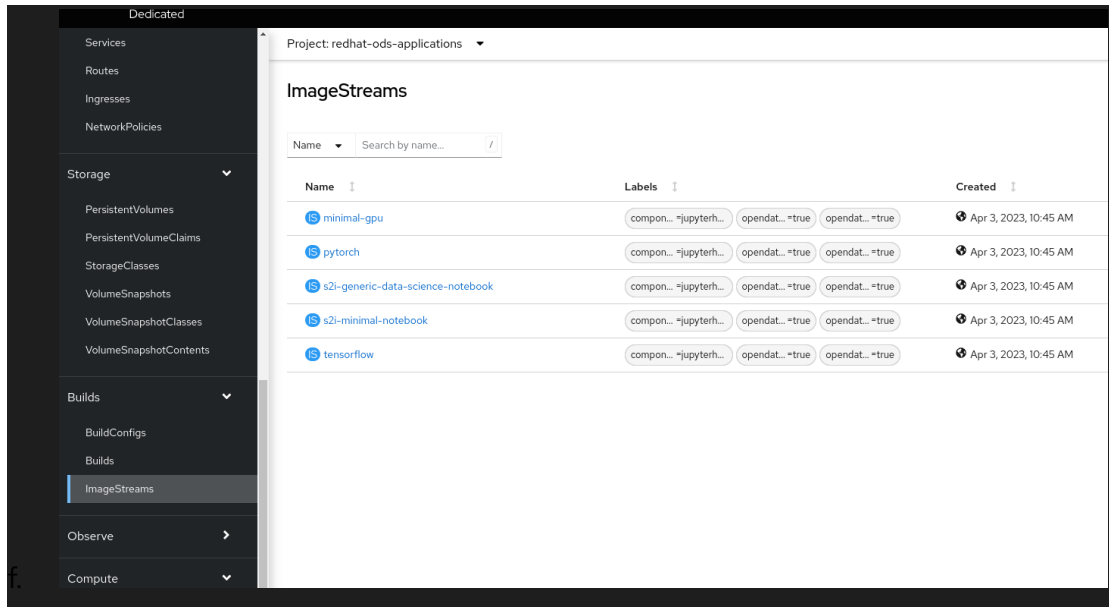 Dedicated
Services
Routes
Ingresses
NetworkPolicies
Storage
PersistentVolumes
PersistentVolumeClaims
StorageClasses
VolumeSnapshots
VolumeSnapshotClasses
VolumeSnapshotContents
Builds
BuildConfigs
Builds
ImageStreams
Observe
Compute
f.
Project: redhat-ods-applications
ImageStreams
Name Search by name... /
Name Labels Created
IS minimal-gpu compon... =jupyterh... opendat... =true opendat... =true Apr 3, 2023, 10:45 AM
IS pytorch compon... =jupyterh... opendat... =true opendat... =true Apr 3, 2023, 10:45 AM
IS s2i-generic-data-science-notebook compon... =jupyterh... opendat... =true opendat... =true Apr 3, 2023, 10:45 AM
IS s2i-minimal-notebook compon... =jupyterh... opendat... =true opendat... =true Apr 3, 2023, 10:45 AM
IS tensorflow compon... =jupyterh... opendat... =true opendat... =true Apr 3, 2023, 10:45 AM